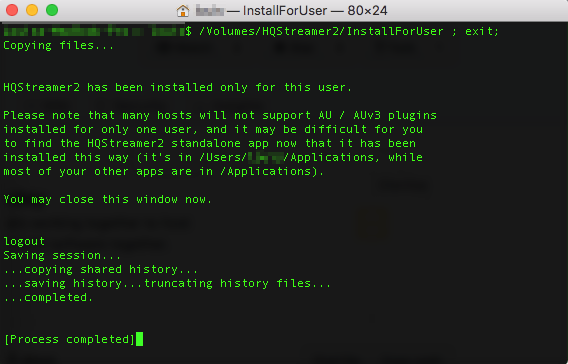 — InstallForUser — 80×24
$ /Volumes/HQStreamer2/InstallForUser ; exit;
Copying files...
HQStreamer2 has been installed only for this user.
Please note that many hosts will not support AU / AUv3 plugins
installed for only one user, and it may be difficult for you
to find the HQStreamer2 standalone app now that it has been
installed this way (it's in /Users/ /Applications, while
most of your other apps are in /Applications).
You may close this window now.
logout
Saving session...
...copying shared history...
...saving history...truncating history files...
...completed.
[Process completed]